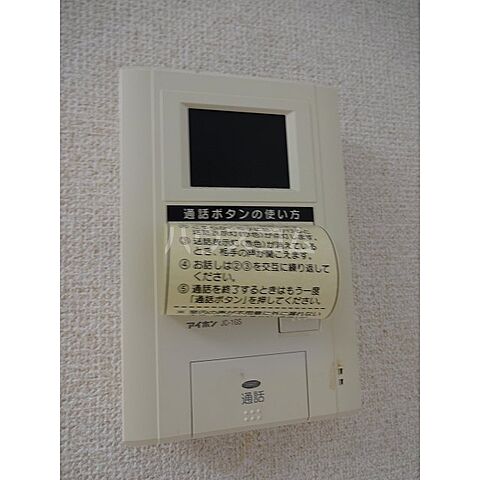 通話ボタンの使い方
③ 送話表示灯(赤色)が消えている
とき、相手の声が聞こえます。
④ お話しは②③を交互に繰り返して
ください。
⑤ 通話を終了するときはもう一度
「通話ボタン」を押してください。
アイホン JD-1GS
通話